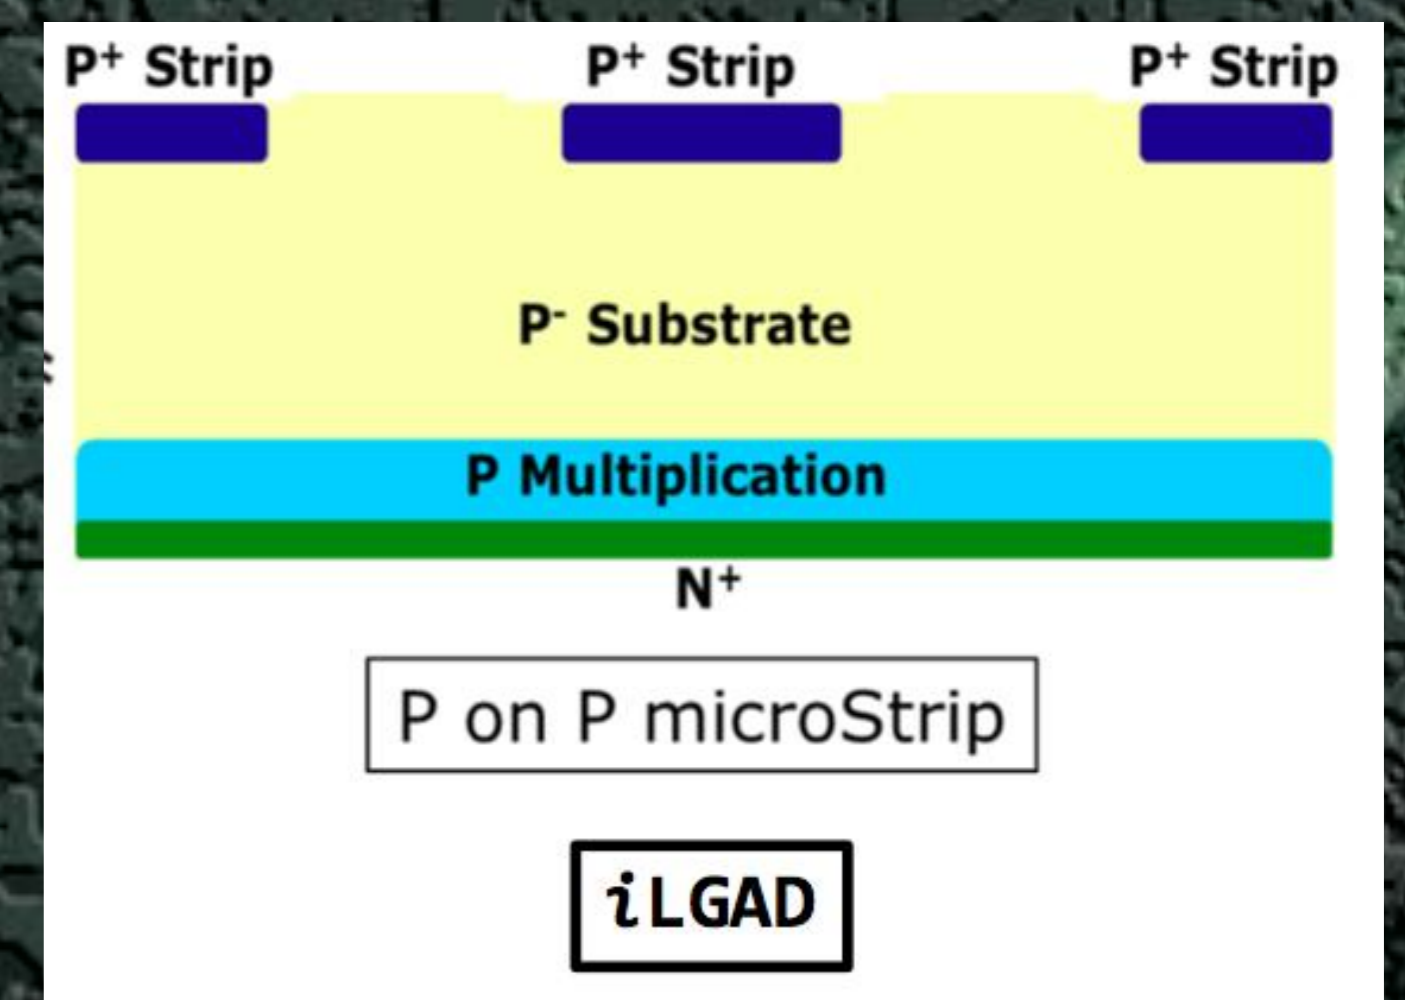 P⁺ Strip P⁺ Strip P⁺ Strip
P⁻ Substrate
P Multiplication
N⁺
P on P microStrip
iLGAD